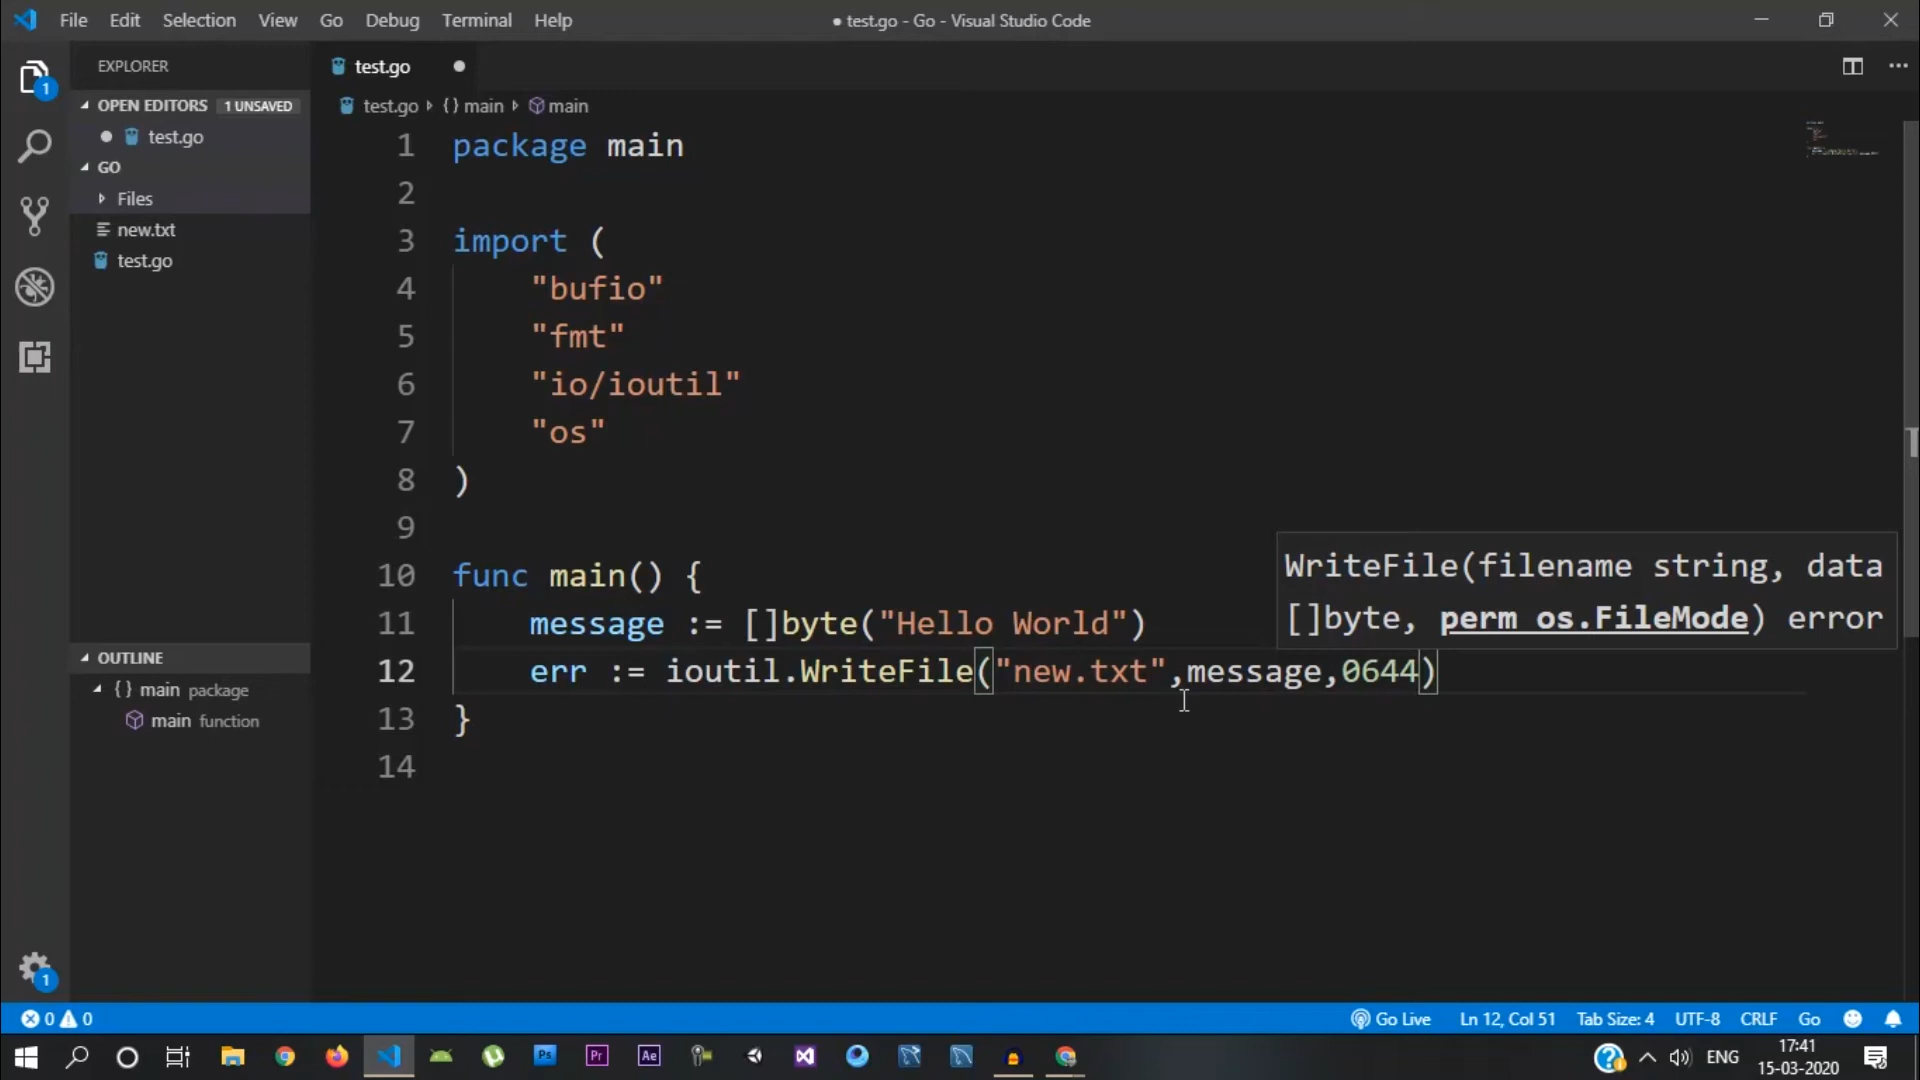 File Edit Selection View Go Debug Terminal Help
● test.go - Go - Visual Studio Code
EXPLORER
OPEN EDITORS 1 UNSAVED
test.go
GO
Files
new.txt
test.go
OUTLINE
{} main package
main function
1
1
test.go
test.go {} main main
1 package main
2
3 import (
4 "bufio"
5 "fmt"
6 "io/ioutil"
7 "os"
8 )
9
10 func main() {
11 message := []byte("Hello World")
12 err := ioutil.WriteFile("new.txt",message,0644)
13 }
14
WriteFile(filename string, data
[]byte, perm os.FileMode) error
0 0
Go Live Ln 12, Col 51 Tab Size: 4 UTF-8 CRLF Go
Ps Pr Ae
ENG
17:41
15-03-2020